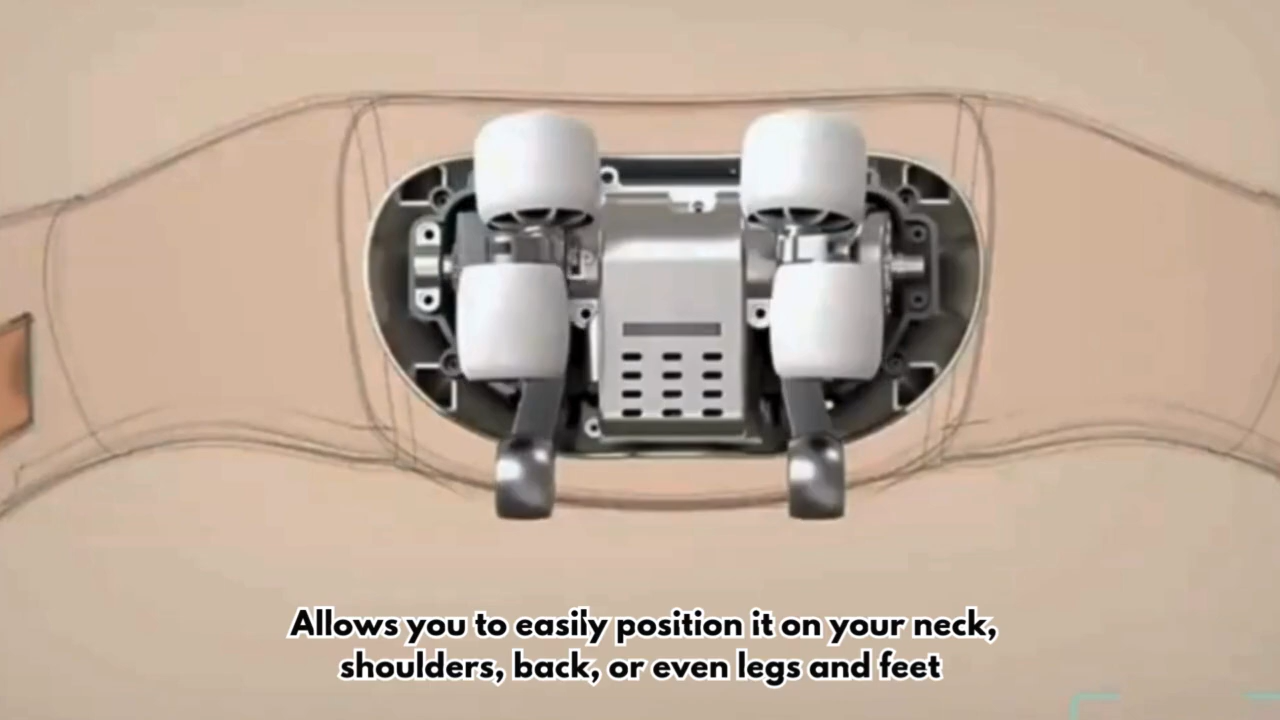 Allows you to easily position it on your neck,
shoulders, back, or even legs and feet